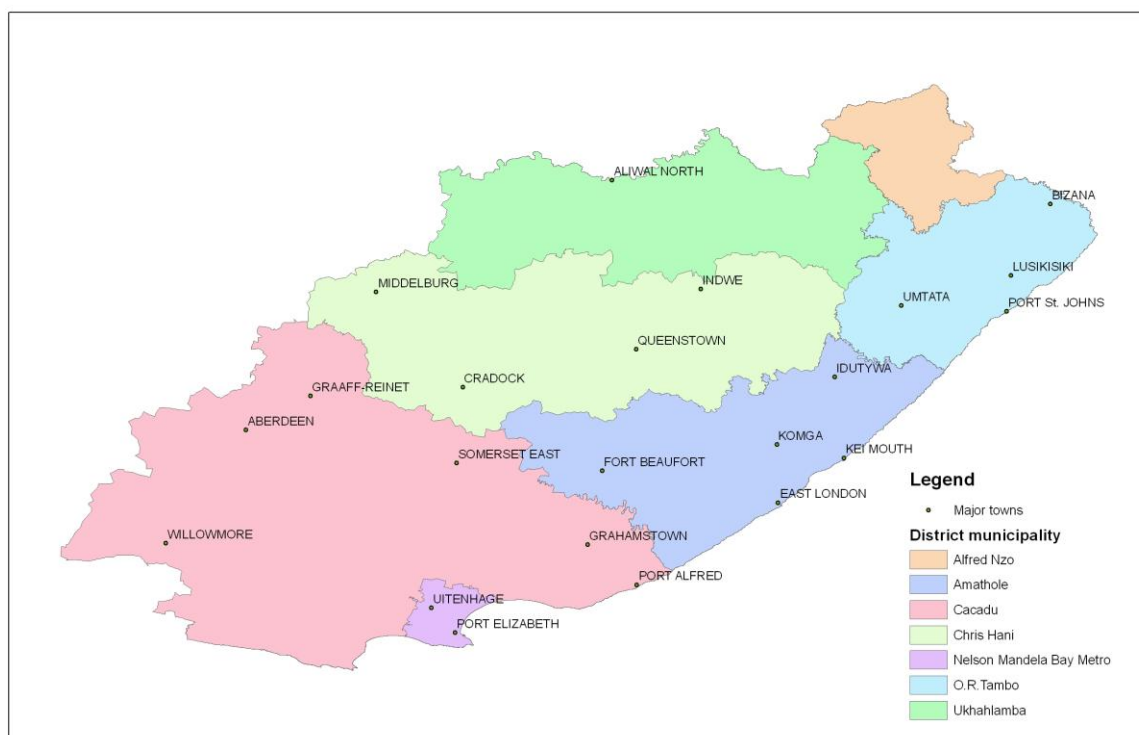 ALIWAL NORTH
BIZANA
LUSIKISIKI
MIDDELBURG
INDWE
UMTATA
PORT St. JOHNS
QUEENSTOWN
IDUTYWA
CRADOCK
GRAAFF-REINET
ABERDEEN
KOMGA
SOMERSET EAST
FORT BEAUFORT
KEI MOUTH
EAST LONDON
WILLOWMORE
GRAHAMSTOWN
PORT ALFRED
UITENHAGE
PORT ELIZABETH
Legend
Major towns
District municipality
Alfred Nzo
Amathole
Cacadu
Chris Hani
Nelson Mandela Bay Metro
O.R.Tambo
Ukhahlamba